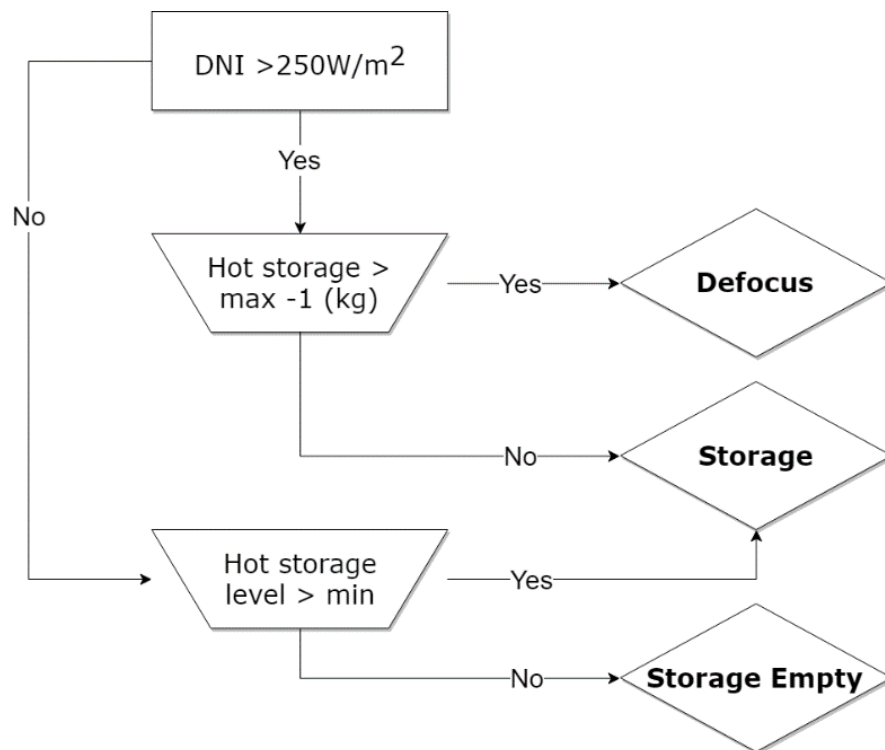 DNI >250W/m²
Yes
No
Hot storage >
max -1 (kg)
Yes
Defocus
No
Storage
Hot storage
level > min
Yes
No
Storage Empty